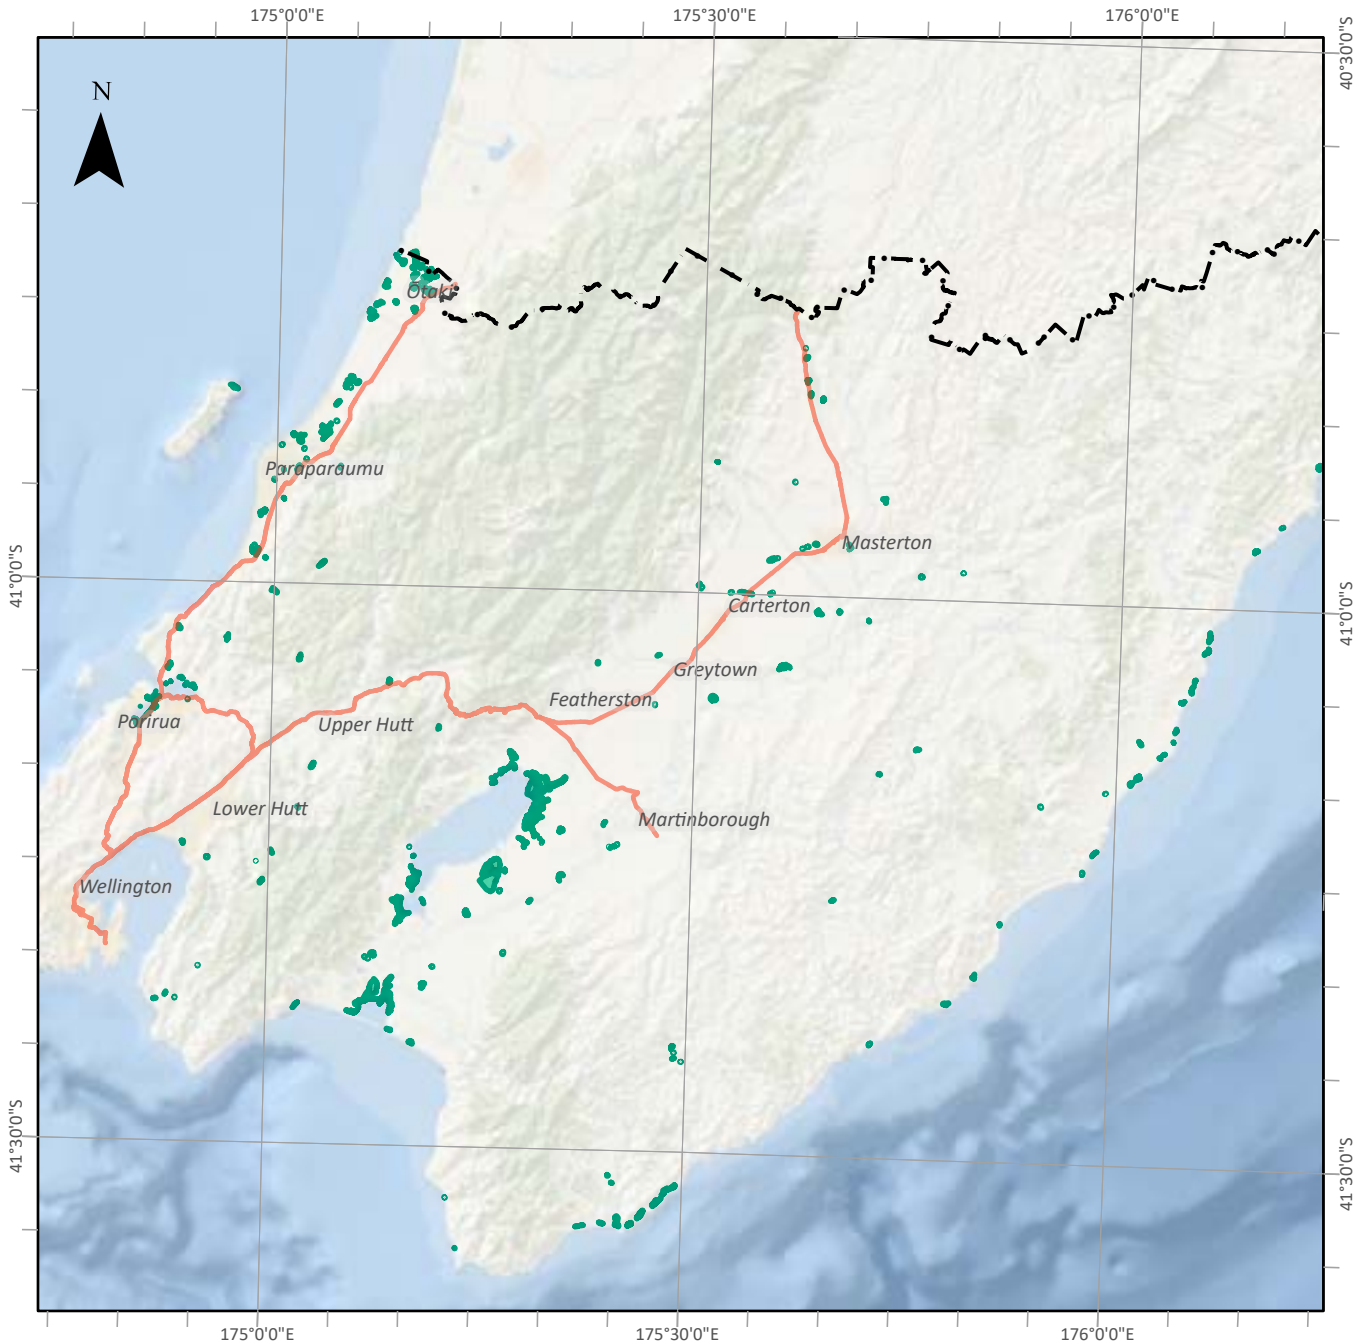 175°0'0"E
175°30'0"E
176°0'0"E
40°30'0"S
N
Ōtaki
Paraparaumu
Masterton
41°0'0"S
Carterton
41°0'0"S
Greytown
Featherston
Porirua
Upper Hutt
Lower Hutt
Martinborough
Wellington
41°30'0"S
41°30'0"S
175°0'0"E
175°30'0"E
176°0'0"E